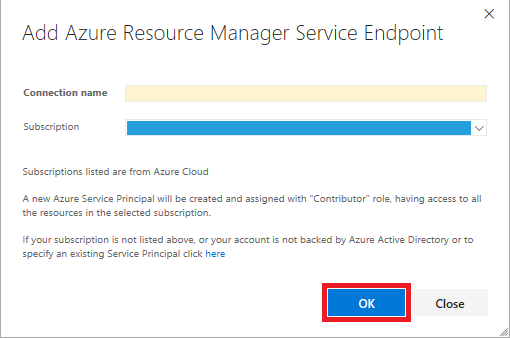 Add Azure Resource Manager Service Endpoint
Connection name
Subscription
Subscriptions listed are from Azure Cloud
A new Azure Service Principal will be created and assigned with "Contributor" role, having access to all
the resources in the selected subscription.
If your subscription is not listed above, or your account is not backed by Azure Active Directory or to
specify an existing Service Principal click here
OK Close